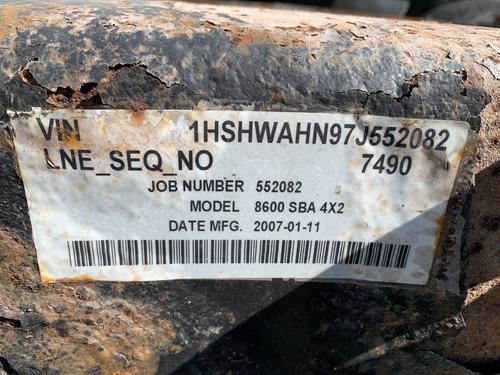 VIN 1HSHWAHN97J552082
LNE_SEQ_NO 7490
JOB NUMBER 552082
MODEL 8600 SBA 4X2
DATE MFG. 2007-01-11